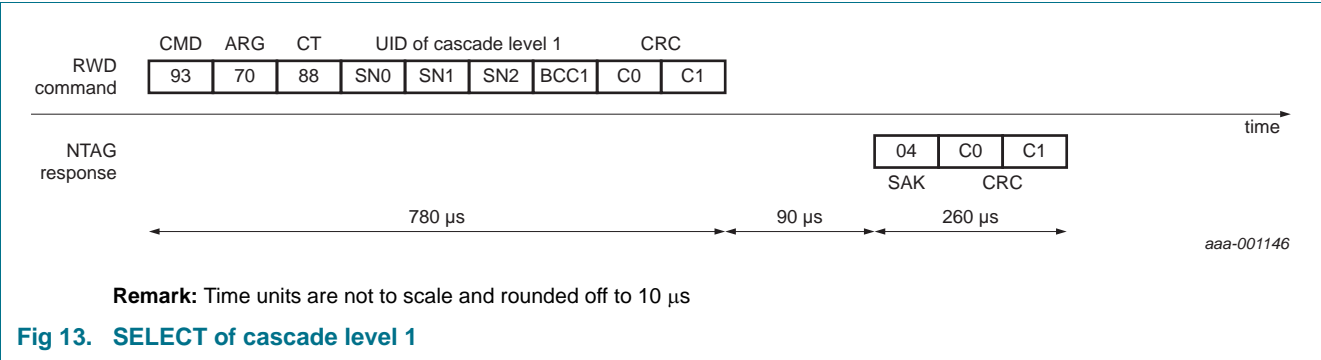 CMD ARG CT UID of cascade level 1 CRC
RWD command 93 70 88 SN0 SN1 SN2 BCC1 C0 C1
time
NTAG response 04 C0 C1
SAK CRC
780 µs 90 µs 260 µs
aaa-001146
Remark: Time units are not to scale and rounded off to 10 µs
Fig 13. SELECT of cascade level 1